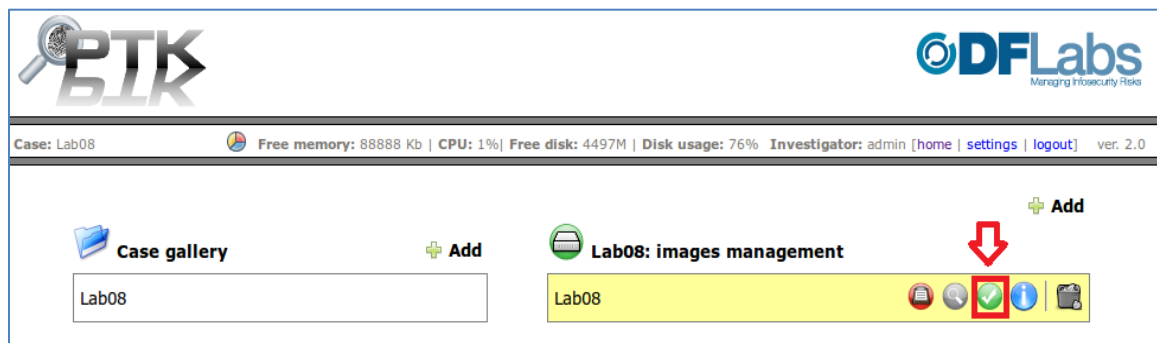 PTK
DFLabs
Managing Infosecurity Risks
Case: Lab08 Free memory: 88888 Kb | CPU: 1%| Free disk: 4497M | Disk usage: 76% Investigator: admin [home | settings | logout] ver. 2.0
Add
Case gallery Add Lab08: images management
Lab08 Lab08